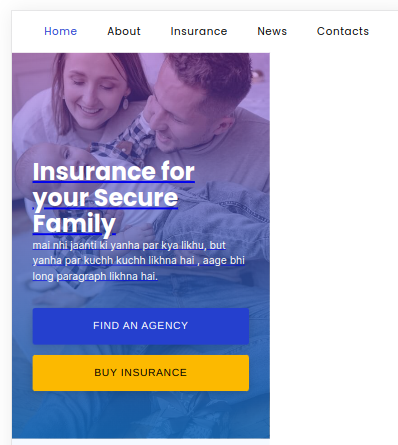 Home About Insurance News Contacts
Insurance for
your Secure
Family
mai nhi jaanti ki yanha par kya likhu, but
yanha par kuchh kuchh likhna hai , aage bhi
long paragraph likhna hai.
FIND AN AGENCY
BUY INSURANCE